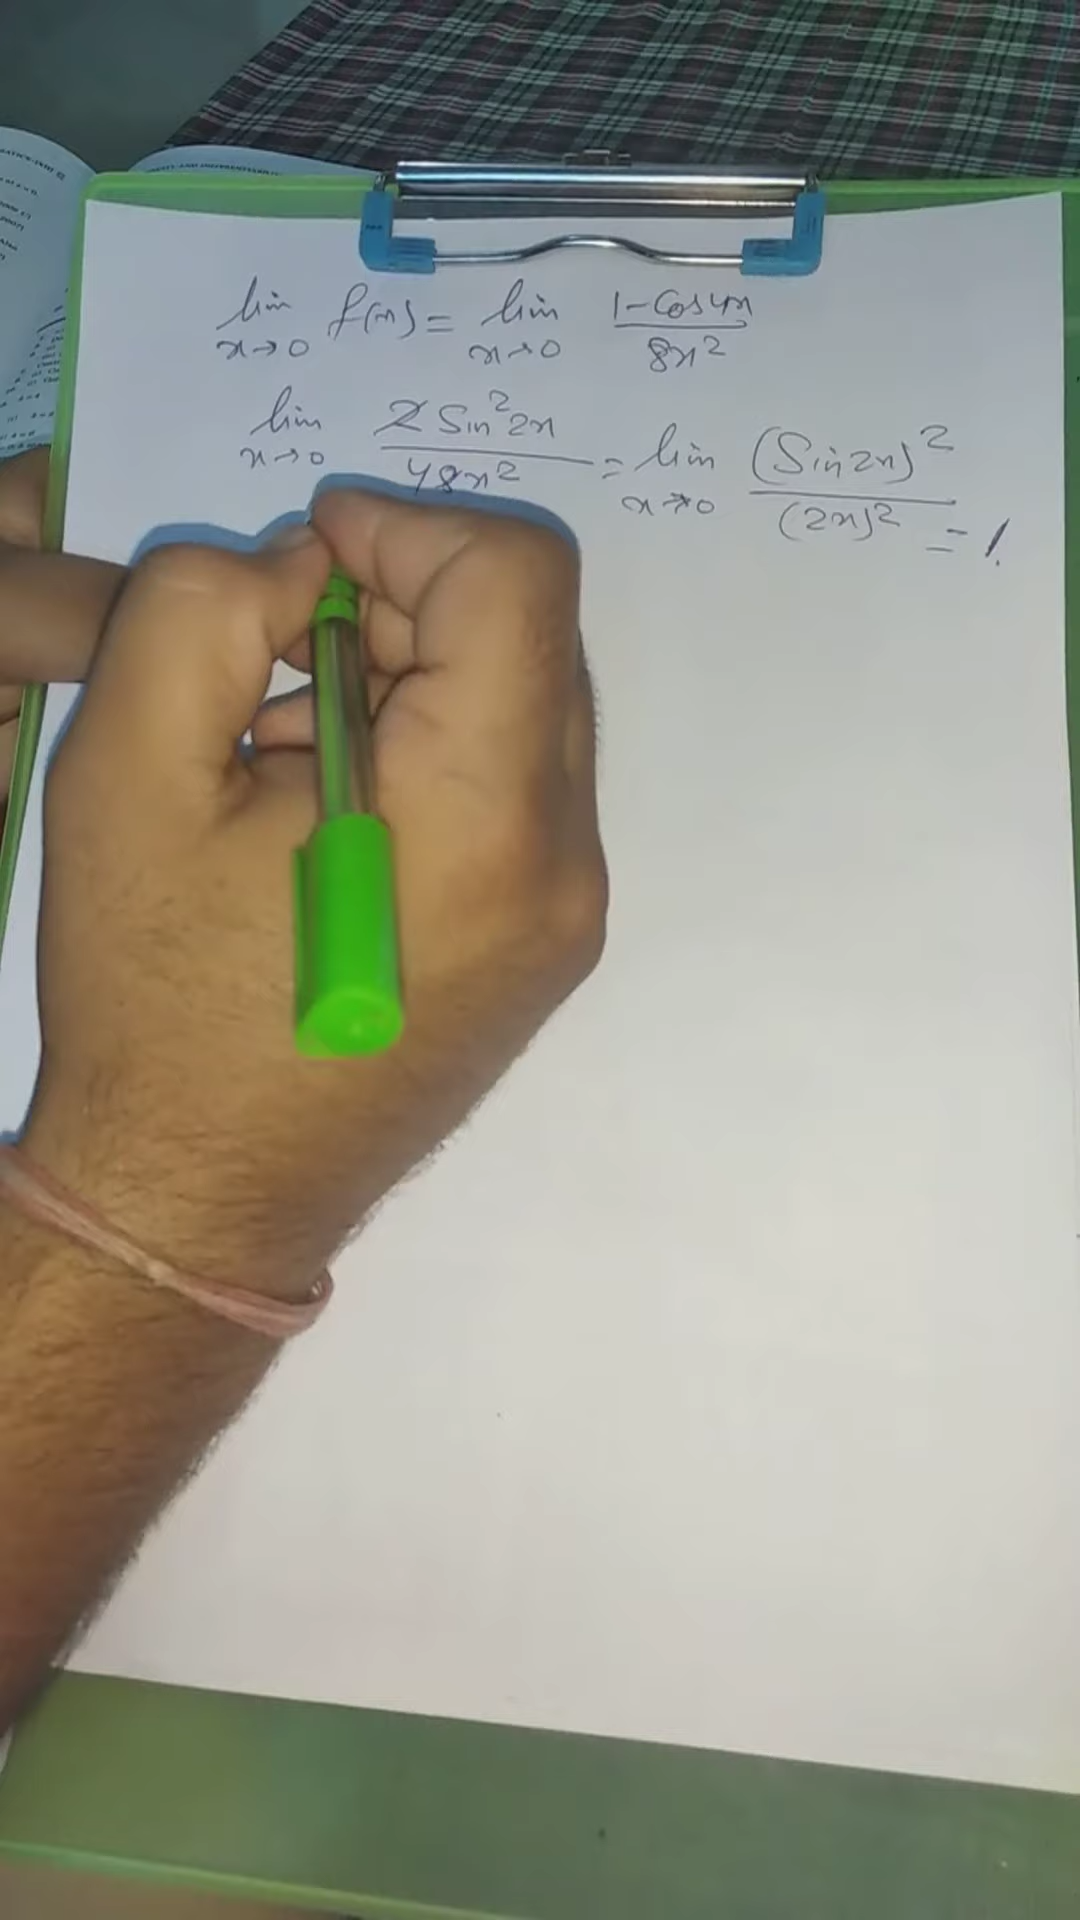 lim x→0 f(x) = lim x→0 1-Cos4x / 8x²
lim x→0 2 Sin²2x / 4 8x² = lim x→0 (Sin2x)² / (2x)² = 1.